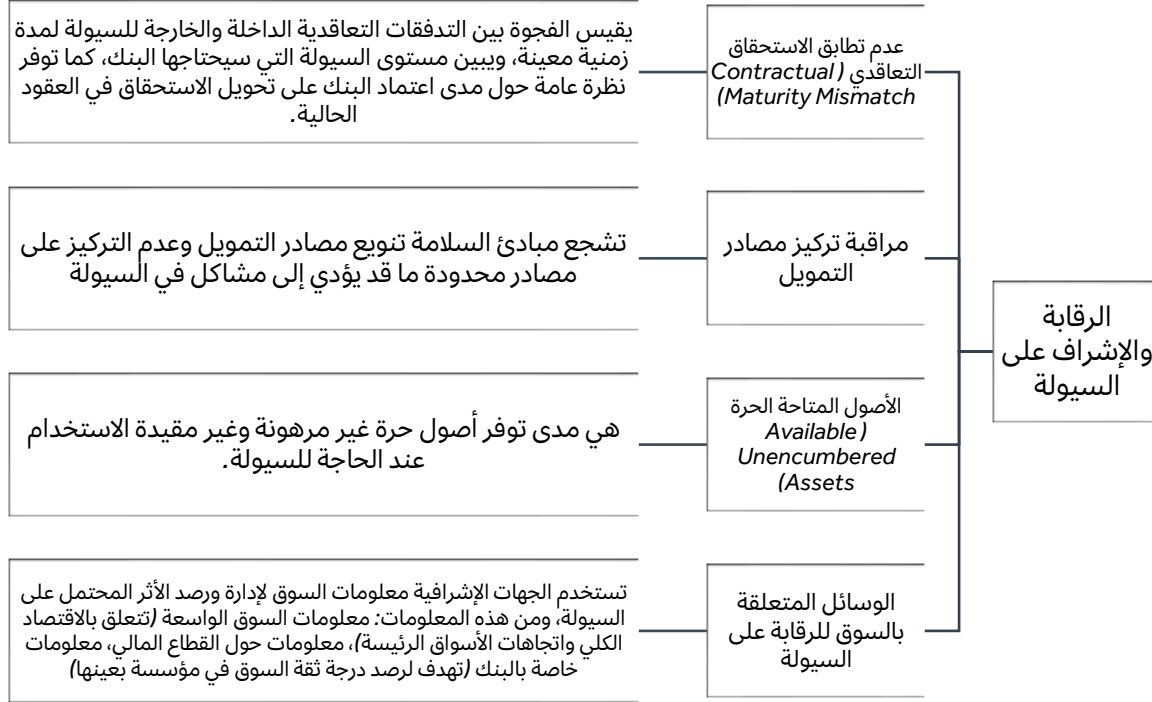 الرقابة
والإشراف على
السيولة
عدم تطابق الاستحقاق
التعاقدي (Contractual
Maturity Mismatch)
يقيس الفجوة بين التدفقات التعاقدية الداخلة والخارجة للسيولة لمدة
زمنية معينة، ويبين مستوى السيولة التي سيحتاجها البنك، كما توفر
نظرة عامة حول مدى اعتماد البنك على تحويل الاستحقاق في العقود
الحالية.
مراقبة تركيز مصادر
التمويل
تشجع مبادئ السلامة تنويع مصادر التمويل وعدم التركيز على
مصادر محدودة ما قد يؤدي إلى مشاكل في السيولة
الأصول المتاحة الحرة
(Available
Unencumbered
Assets)
هي مدى توفر أصول حرة غير مرهونة وغير مقيدة الاستخدام
عند الحاجة للسيولة.
الوسائل المتعلقة
بالسوق للرقابة على
السيولة
تستخدم الجهات الإشرافية معلومات السوق لإدارة ورصد الأثر المحتمل على
السيولة، ومن هذه المعلومات: معلومات السوق الواسعة (تتعلق بالاقتصاد
الكلي واتجاهات الأسواق الرئيسة)، معلومات حول القطاع المالي، معلومات
خاصة بالبنك (تهدف لرصد درجة ثقة السوق في مؤسسة بعينها)